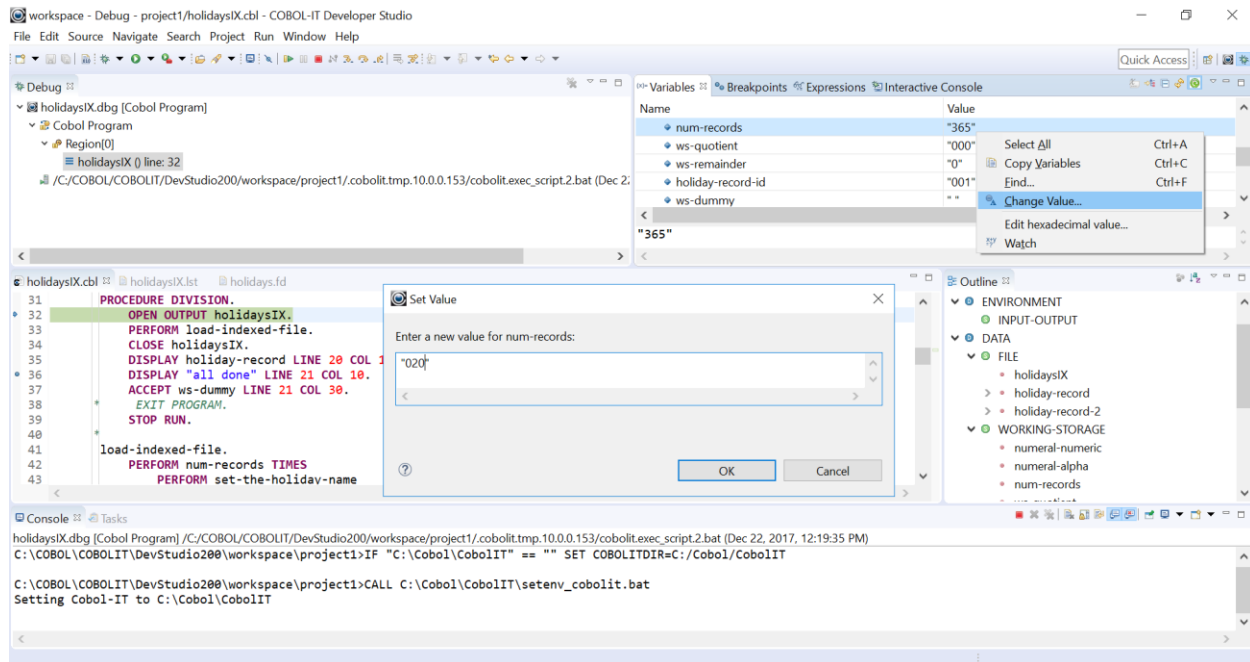 workspace - Debug - project1/holidaysIX.cbl - COBOL-IT Developer Studio
File Edit Source Navigate Search Project Run Window Help
Quick Access
Debug
holidaysIX.dbg [Cobol Program]
Cobol Program
Region[0]
holidaysIX () line: 32
/C:/COBOL/COBOLIT/DevStudio200/workspace/project1/.cobolit.tmp.10.0.0.153/cobolit.exec_script.2.bat (Dec 2
Variables Breakpoints Expressions Interactive Console
Name Value
num-records "365"
ws-quotient "000"
ws-remainder "0"
holiday-record-id "001"
ws-dummy " "
"365"
Select All Ctrl+A
Copy Variables Ctrl+C
Find... Ctrl+F
Change Value...
Edit hexadecimal value...
Watch
holidaysIX.cbl holidaysIX.lst holidays.fd
31 PROCEDURE DIVISION.
32 OPEN OUTPUT holidaysIX.
33 PERFORM load-indexed-file.
34 CLOSE holidaysIX.
35 DISPLAY holiday-record LINE 20 COL 1
36 DISPLAY "all done" LINE 21 COL 10.
37 ACCEPT ws-dummy LINE 21 COL 30.
38 * EXIT PROGRAM.
39 STOP RUN.
40 *
41 load-indexed-file.
42 PERFORM num-records TIMES
43 PERFORM set-the-holiday-name
Set Value
Enter a new value for num-records:
"020"
OK Cancel
Outline
ENVIRONMENT
INPUT-OUTPUT
DATA
FILE
holidaysIX
holiday-record
holiday-record-2
WORKING-STORAGE
numeral-numeric
numeral-alpha
num-records
Console Tasks
holidaysIX.dbg [Cobol Program] /C:/COBOL/COBOLIT/DevStudio200/workspace/project1/.cobolit.tmp.10.0.0.153/cobolit.exec_script.2.bat (Dec 22, 2017, 12:19:35 PM)
C:\COBOL\COBOLIT\DevStudio200\workspace\project1>IF "C:\Cobol\CobolIT" == "" SET COBOLITDIR=C:/Cobol/CobolIT
C:\COBOL\COBOLIT\DevStudio200\workspace\project1>CALL C:\Cobol\CobolIT\setenv_cobolit.bat
Setting Cobol-IT to C:\Cobol\CobolIT